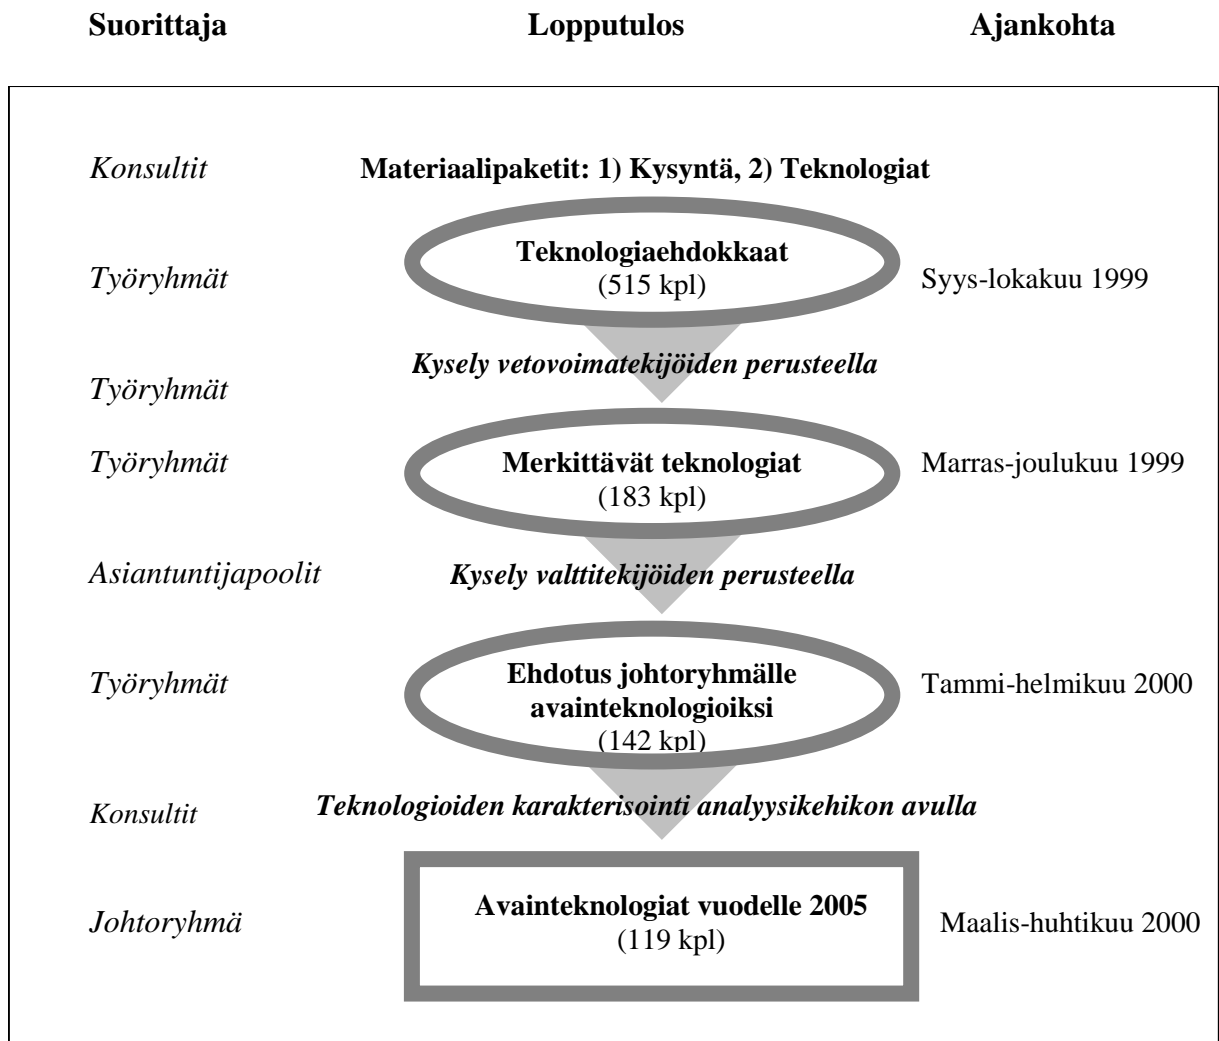 Suorittaja Lopputulos Ajankohta
Konsultit Materiaalipaketit: 1) Kysyntä, 2) Teknologiat
Teknologiaehdokkaat
Työryhmät (515 kpl) Syys-lokakuu 1999
Kysely vetovoimatekijöiden perusteella
Työryhmät
Työryhmät Merkittävät teknologiat Marras-joulukuu 1999
(183 kpl)
Asiantuntijapoolit Kysely valttitekijöiden perusteella
Ehdotus johtoryhmälle
Työryhmät avainteknologioiksi Tammi-helmikuu 2000
(142 kpl)
Konsultit Teknologioiden karakterisointi analyysikehikon avulla
Avainteknologiat vuodelle 2005
Johtoryhmä (119 kpl) Maalis-huhtikuu 2000